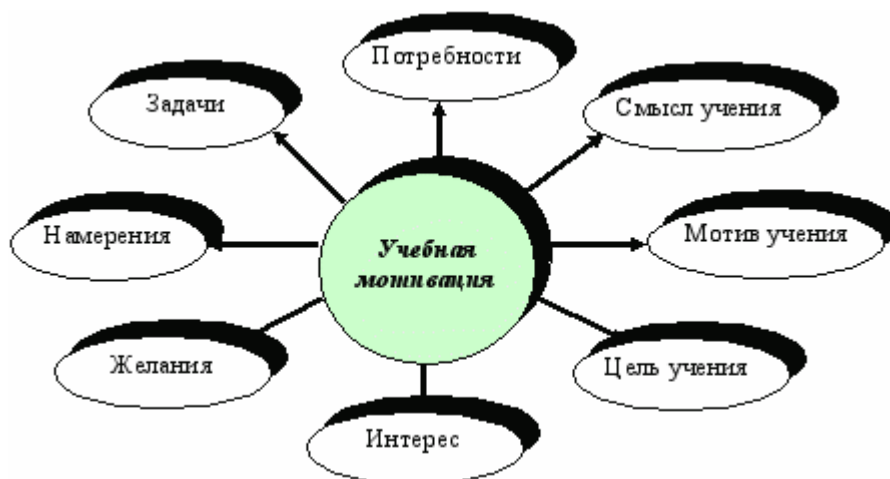 Потребности
Задачи
Смысл учения
Намерения
Учебная
мотивация
Мотив учения
Желания
Цель учения
Интерес